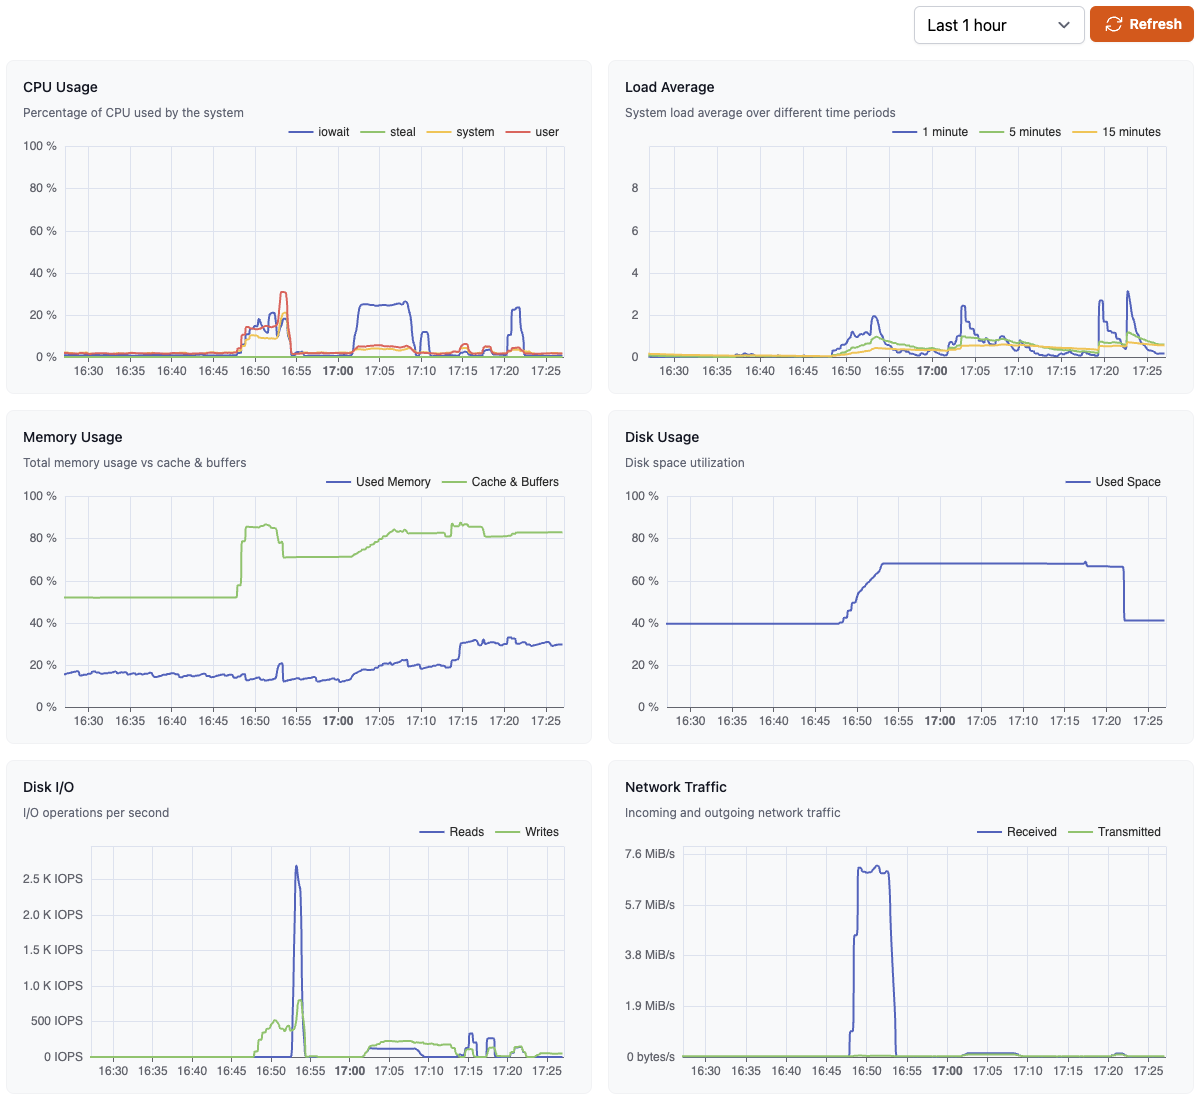 Last 1 hour
Refresh
CPU Usage
Percentage of CPU used by the system
iowait steal system user
100 %
80 %
60 %
40 %
20 %
0 %
16:30 16:35 16:40 16:45 16:50 16:55 17:00 17:05 17:10 17:15 17:20 17:25
Load Average
System load average over different time periods
1 minute 5 minutes 15 minutes
8
6
4
2
0
16:30 16:35 16:40 16:45 16:50 16:55 17:00 17:05 17:10 17:15 17:20 17:25
Memory Usage
Total memory usage vs cache & buffers
Used Memory Cache & Buffers
100 %
80 %
60 %
40 %
20 %
0 %
16:30 16:35 16:40 16:45 16:50 16:55 17:00 17:05 17:10 17:15 17:20 17:25
Disk Usage
Disk space utilization
Used Space
100 %
80 %
60 %
40 %
20 %
0 %
16:30 16:35 16:40 16:45 16:50 16:55 17:00 17:05 17:10 17:15 17:20 17:25
Disk I/O
I/O operations per second
Reads Writes
2.5 K IOPS
2.0 K IOPS
1.5 K IOPS
1.0 K IOPS
500 IOPS
0 IOPS
16:30 16:35 16:40 16:45 16:50 16:55 17:00 17:05 17:10 17:15 17:20 17:25
Network Traffic
Incoming and outgoing network traffic
Received Transmitted
7.6 MiB/s
5.7 MiB/s
3.8 MiB/s
1.9 MiB/s
0 bytes/s
16:30 16:35 16:40 16:45 16:50 16:55 17:00 17:05 17:10 17:15 17:20 17:25